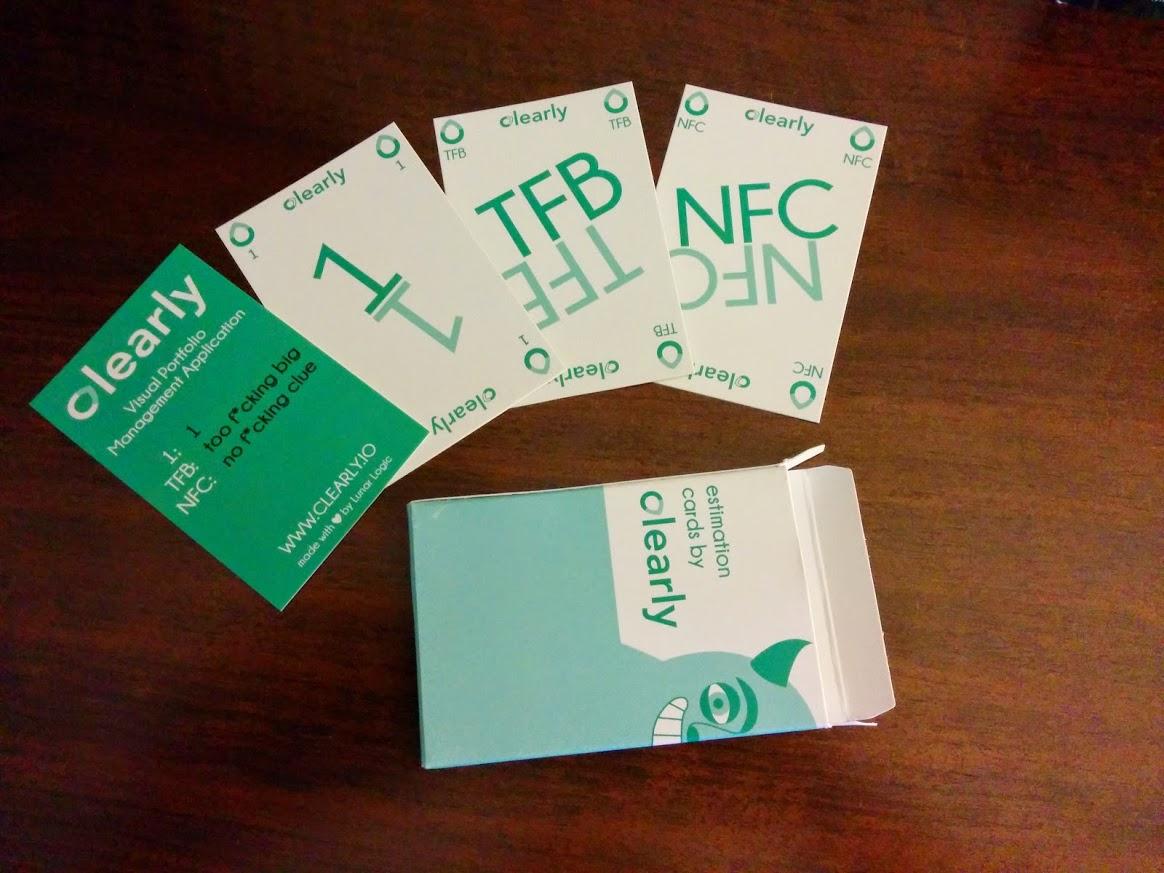 clearly
Visual Portfolio
Management Application
1: 1
TFB: too f*cking big
NFC: no f*cking clue
WWW.CLEARLY.IO
made with ♥ by Lunar Logic
1
clearly
1
1
1
1
clearly
TFB
clearly
TFB
TFB
TFB
TFB
clearly
NFC
clearly
NFC
NFC
NFC
NFC
clearly
estimation
cards by
clearly